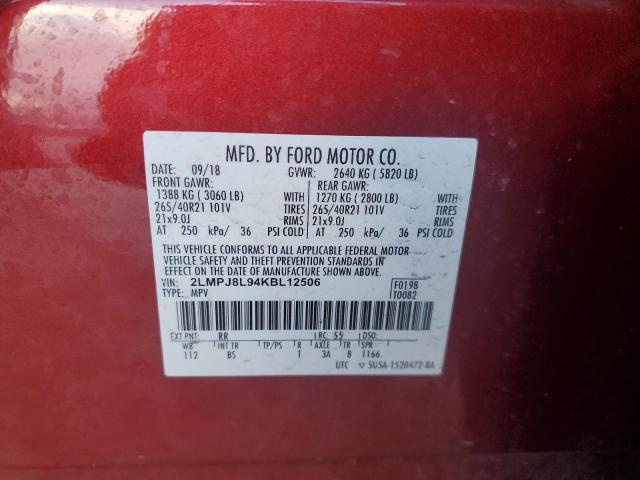 MFD. BY FORD MOTOR CO.
09/18 GVWR: 2640 KG ( 5820 LB)
FRONT GAWR: REAR GAWR:
1388 KG ( 3060 LB) WITH 1270 KG ( 2800 LB) WITH
265/40R21 101V TIRES 265/40R21 101V TIRES
21x9.0J RIMS 21x9.0J RIMS
AT 250 kPa/ 36 PSI COLD AT 250 kPa/ 36 PSI COLD
THIS VEHICLE CONFORMS TO ALL APPLICABLE FEDERAL MOTOR
VEHICLE SAFETY AND THEFT PREVENTION STANDARDS IN
EFFECT ON THE DATE OF MANUFACTURE SHOWN ABOVE.
VIN: 2LMPJ8L94KBL12506 F0198
TYPE: MPV T0082
EXT PNT: RR RC: 55 DSO:
WB INT TR TP/PS R AXLE TR SPR
112 BS T 3A 8 1166
UTC 5U5A-1520472-BA